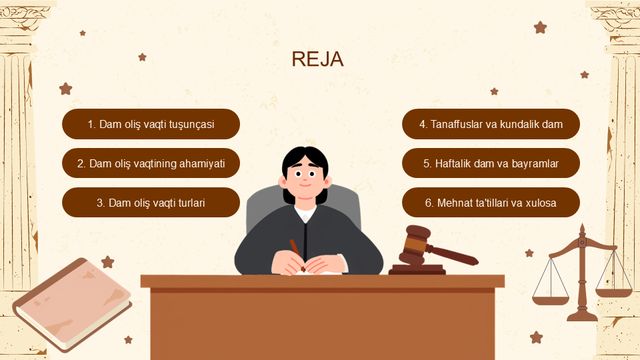 REJA
1. Dam oliş vaqti tuşunçasi
2. Dam oliş vaqtining ahamiyati
3. Dam oliş vaqti turlari
4. Tanaffuslar va kundalik dam
5. Haftalik dam va bayramlar
6. Mehnat ta'tillari va xulosa